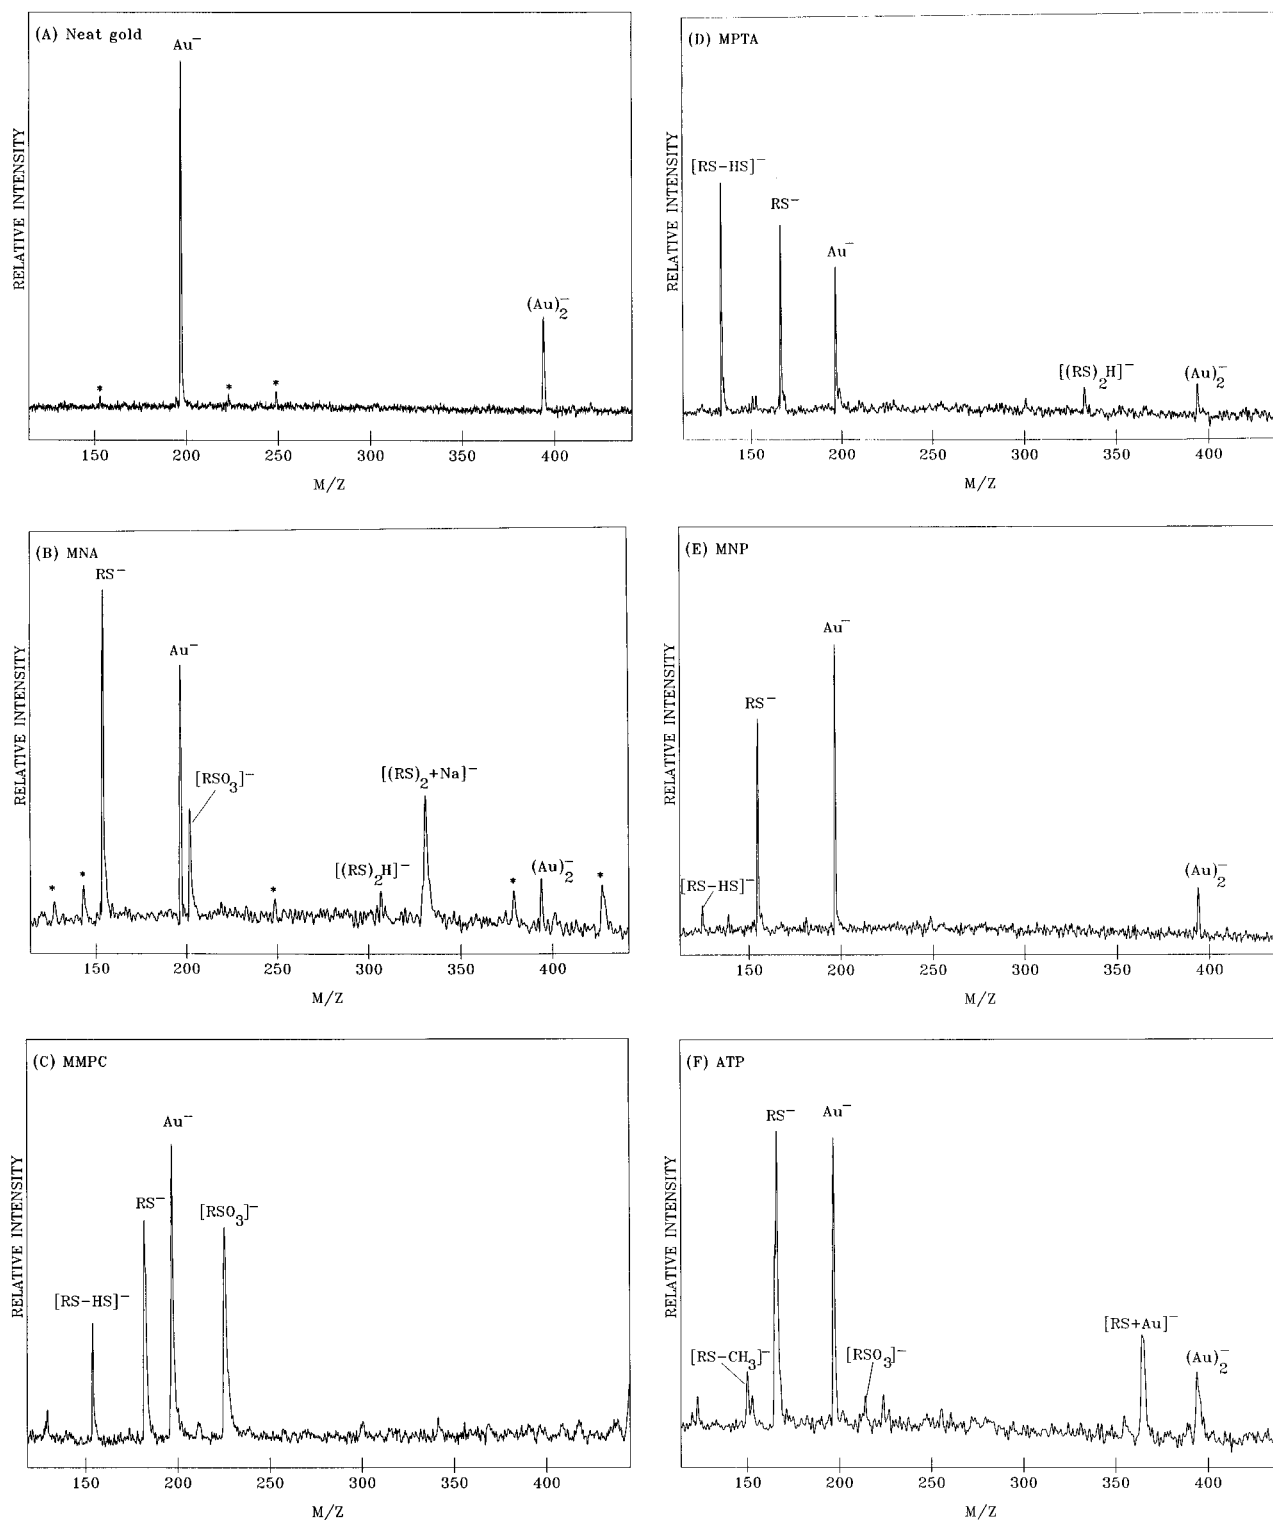 (A) Neat gold
Au⁻
(Au)₂⁻
* * *
RELATIVE INTENSITY
150 200 250 300 350 400
M/Z
(B) MNA
RS⁻
Au⁻
[RSO₃]⁻
[(RS)₂+Na]⁻
[(RS)₂H]⁻
(Au)₂⁻
* * * * *
RELATIVE INTENSITY
150 200 250 300 350 400
M/Z
(C) MMPC
Au⁻
RS⁻
[RSO₃]⁻
[RS-HS]⁻
RELATIVE INTENSITY
150 200 250 300 350 400
M/Z
(D) MPTA
[RS-HS]⁻
RS⁻
Au⁻
[(RS)₂H]⁻
(Au)₂⁻
RELATIVE INTENSITY
150 200 250 300 350 400
M/Z
(E) MNP
Au⁻
RS⁻
[RS-HS]⁻
(Au)₂⁻
RELATIVE INTENSITY
150 200 250 300 350 400
M/Z
(F) ATP
RS⁻
Au⁻
[RS+Au]⁻
[RS-CH₃]⁻
[RSO₃]⁻
(Au)₂⁻
RELATIVE INTENSITY
150 200 250 300 350 400
M/Z